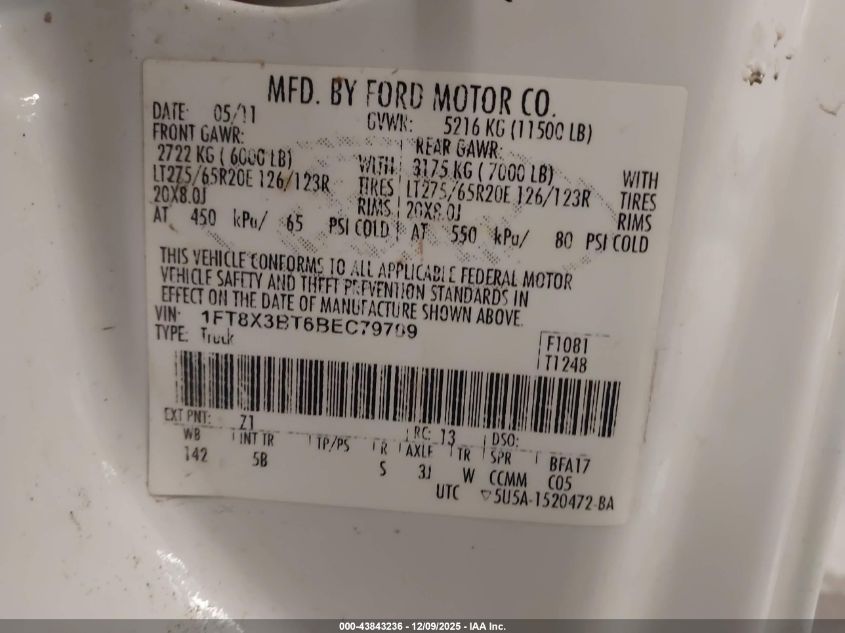 MFD. BY FORD MOTOR CO.
DATE: 05/11 GVWR: 5216 KG (11500 LB)
FRONT GAWR: REAR GAWR:
2722 KG ( 6000 LB) WITH 3175 KG ( 7000 LB) WITH
LT275/65R20E 126/123R TIRES LT275/65R20E 126/123R TIRES
20X8.0J RIMS 20X8.0J RIMS
AT 450 kPu/ 65 PSI COLD AT 550 kPu/ 80 PSI COLD
THIS VEHICLE CONFORMS TO ALL APPLICABLE FEDERAL MOTOR
VEHICLE SAFETY AND THEFT PREVENTION STANDARDS IN
EFFECT ON THE DATE OF MANUFACTURE SHOWN ABOVE.
VIN: 1FT8X3BT6BEC79709
TYPE: Truck
F1081
T1248
EXT PNT: Z1 RC: 13 DSO:
WB INT TR TP/PS R AXLE TR SPR BFA17
142 5B S 3J W CCMM C05
UTC ▽5U5A-1520472-BA
000-43843236 - 12/09/2025 - IAA Inc.